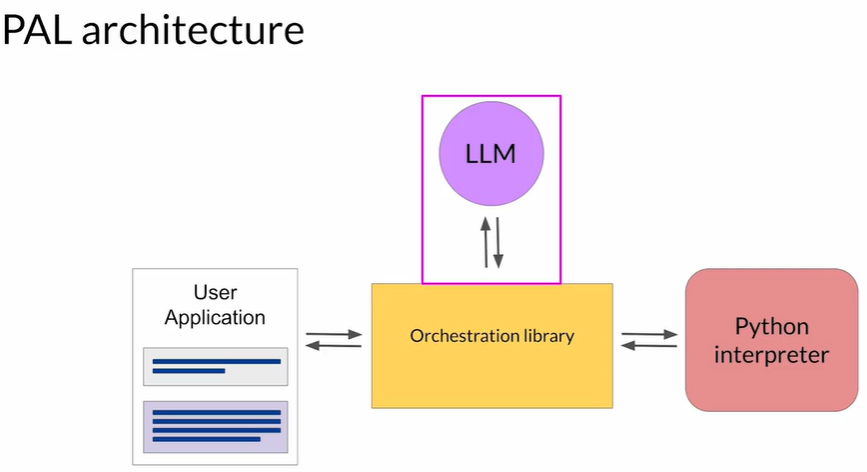 PAL architecture
LLM
User
Application
Orchestration library
Python
interpreter